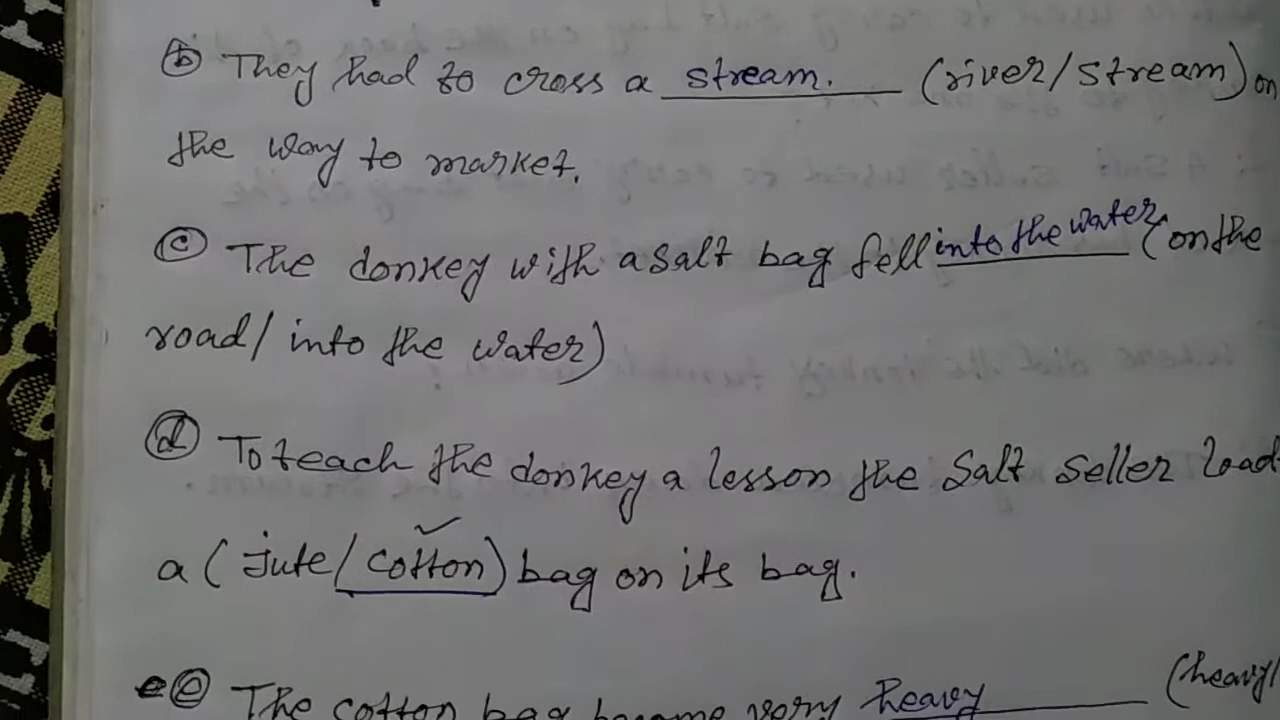 ⓑ They had to cross a stream. (river/stream) on
the way to market.
ⓒ The donkey with a salt bag fell into the water (on the
road/ into the water)
ⓓ To teach the donkey a lesson the Salt seller load
a (jute/cotton) bag on its bag.
e ⓔ The cotton bag became very heavy (heavy/